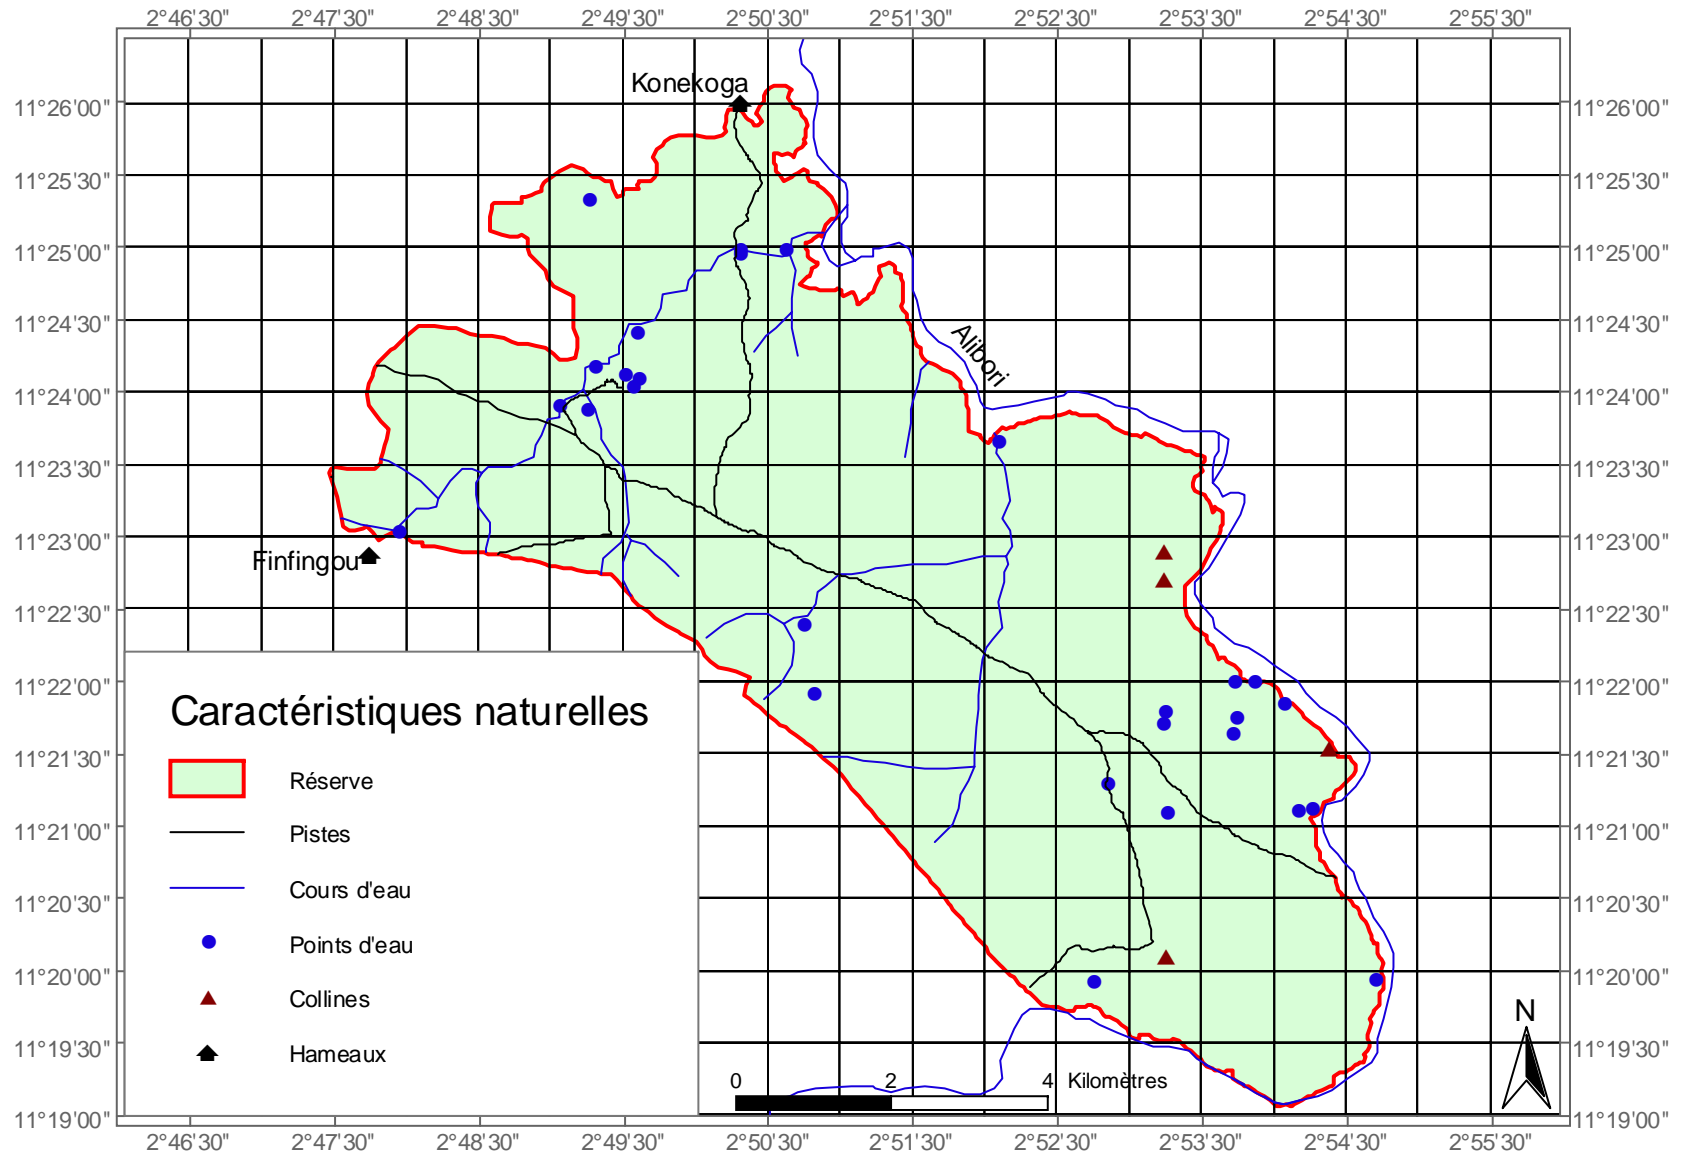 2°46'30" 2°47'30" 2°48'30" 2°49'30" 2°50'30" 2°51'30" 2°52'30" 2°53'30" 2°54'30" 2°55'30"
Konekoga
11°26'00" 11°26'00"
11°25'30" 11°25'30"
11°25'00" 11°25'00"
11°24'30" 11°24'30"
Alibori
11°24'00" 11°24'00"
11°23'30" 11°23'30"
11°23'00" 11°23'00"
Finfingou
11°22'30" 11°22'30"
11°22'00" 11°22'00"
Caractéristiques naturelles
11°21'30" 11°21'30"
Réserve
11°21'00" 11°21'00"
Pistes
Cours d'eau
11°20'30" 11°20'30"
Points d'eau
11°20'00" 11°20'00"
Collines
N
11°19'30" 11°19'30"
Hameaux
0 2 4 Kilomètres
11°19'00" 11°19'00"
2°46'30" 2°47'30" 2°48'30" 2°49'30" 2°50'30" 2°51'30" 2°52'30" 2°53'30" 2°54'30" 2°55'30"